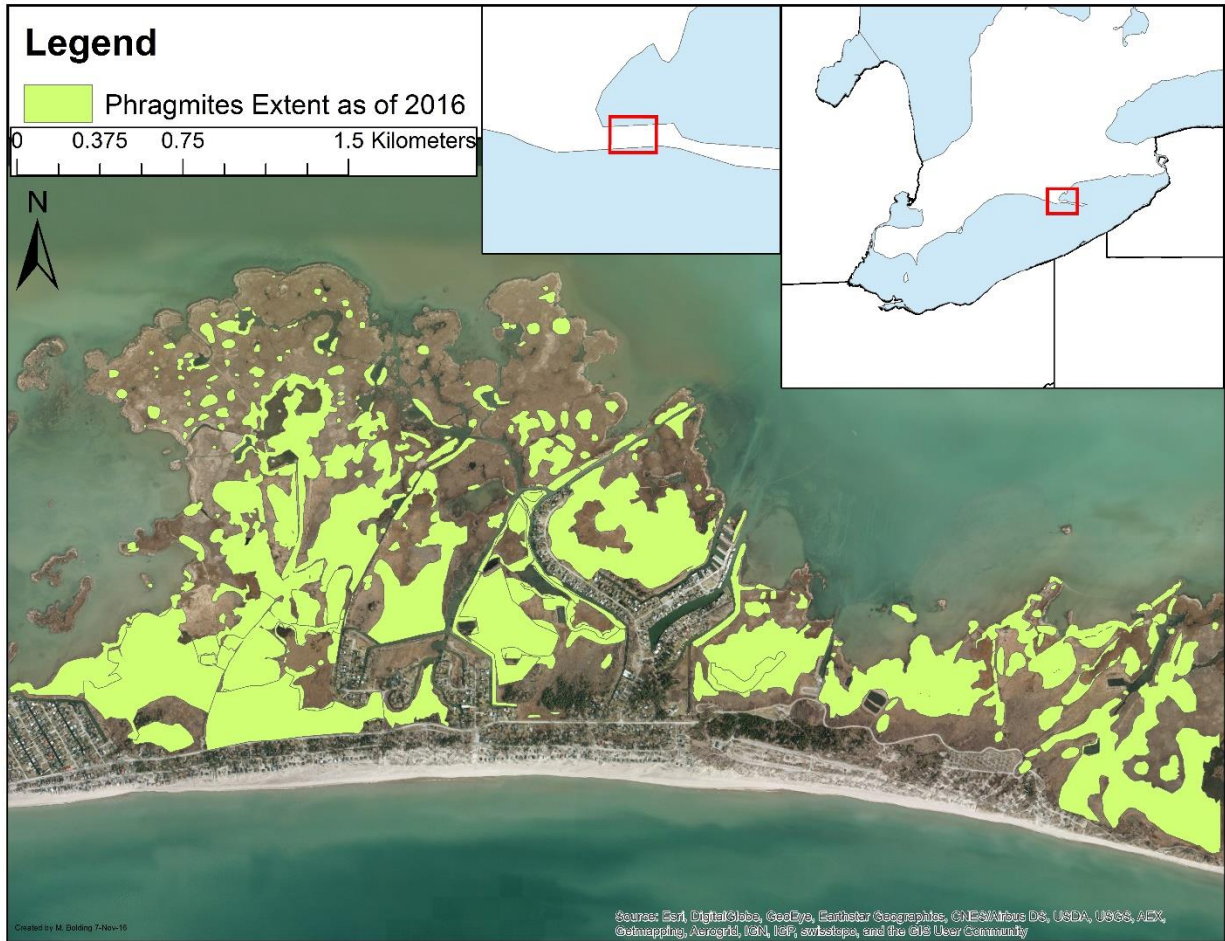 Legend
Phragmites Extent as of 2016
0 0.375 0.75 1.5 Kilometers
N
Created by M. Bolding 7-Nov-16
Source: Esri, DigitalGlobe, GeoEye, Earthstar Geographics, CNES/Airbus DS, USDA, USGS, AEX,
Getmapping, Aerogrid, IGN, IGP, swisstopo, and the GIS User Community